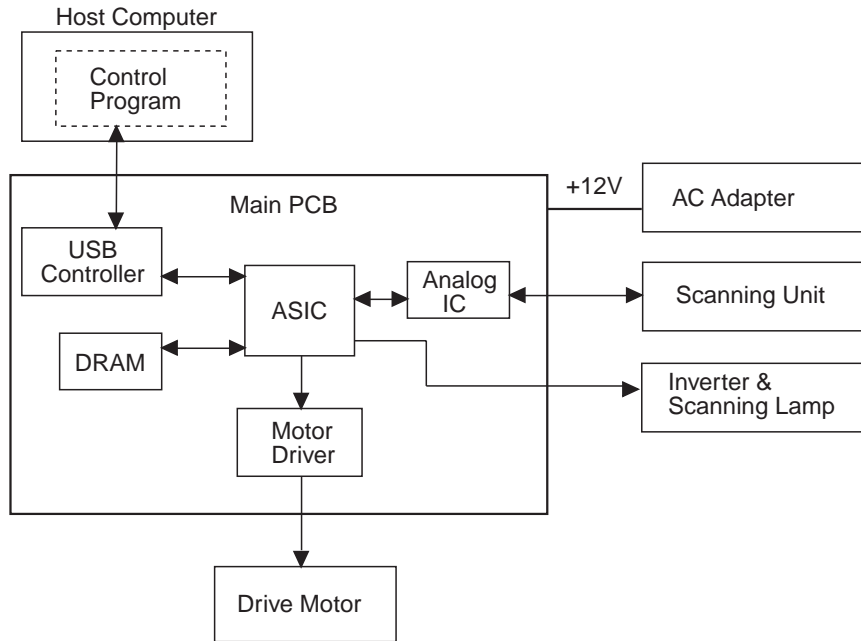 Host Computer
Control
Program
+12V
AC Adapter
Main PCB
USB
Controller
ASIC
Analog
IC
Scanning Unit
DRAM
Inverter &
Scanning Lamp
Motor
Driver
Drive Motor